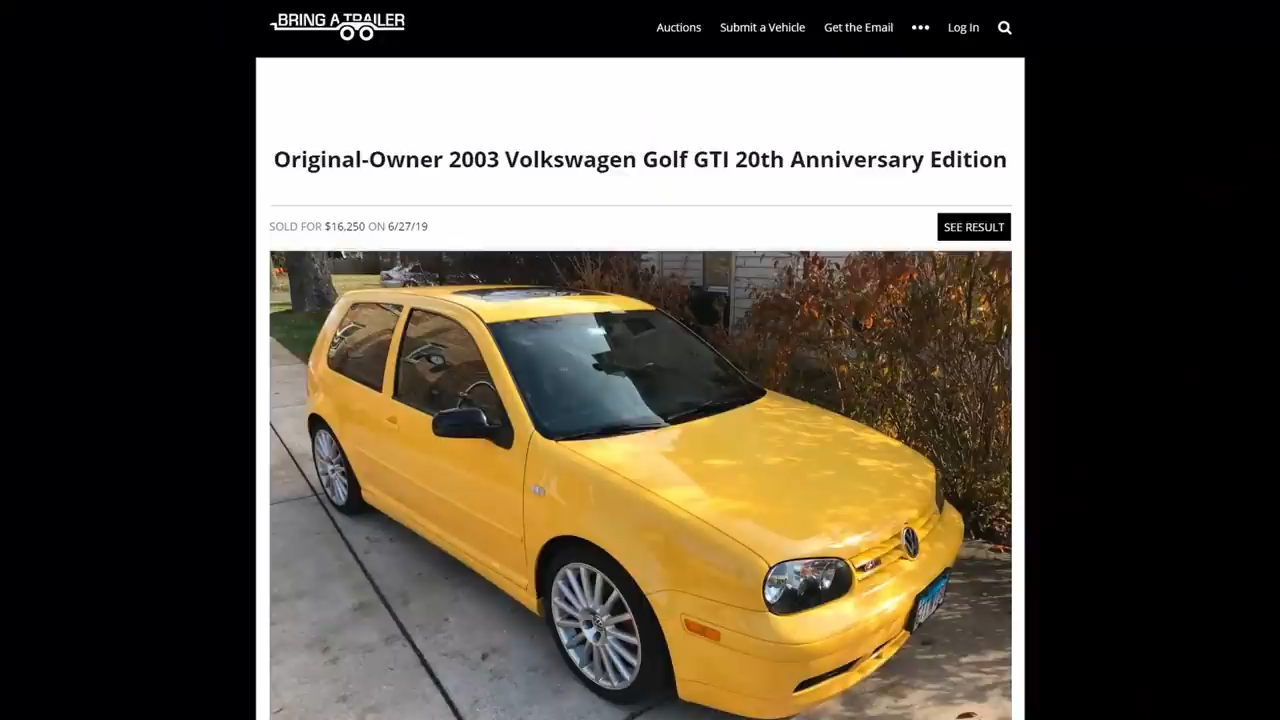 BRING A TRAILER
Auctions Submit a Vehicle Get the Email ••• Log In
Original-Owner 2003 Volkswagen Golf GTI 20th Anniversary Edition
SOLD FOR $16,250 ON 6/27/19
SEE RESULT